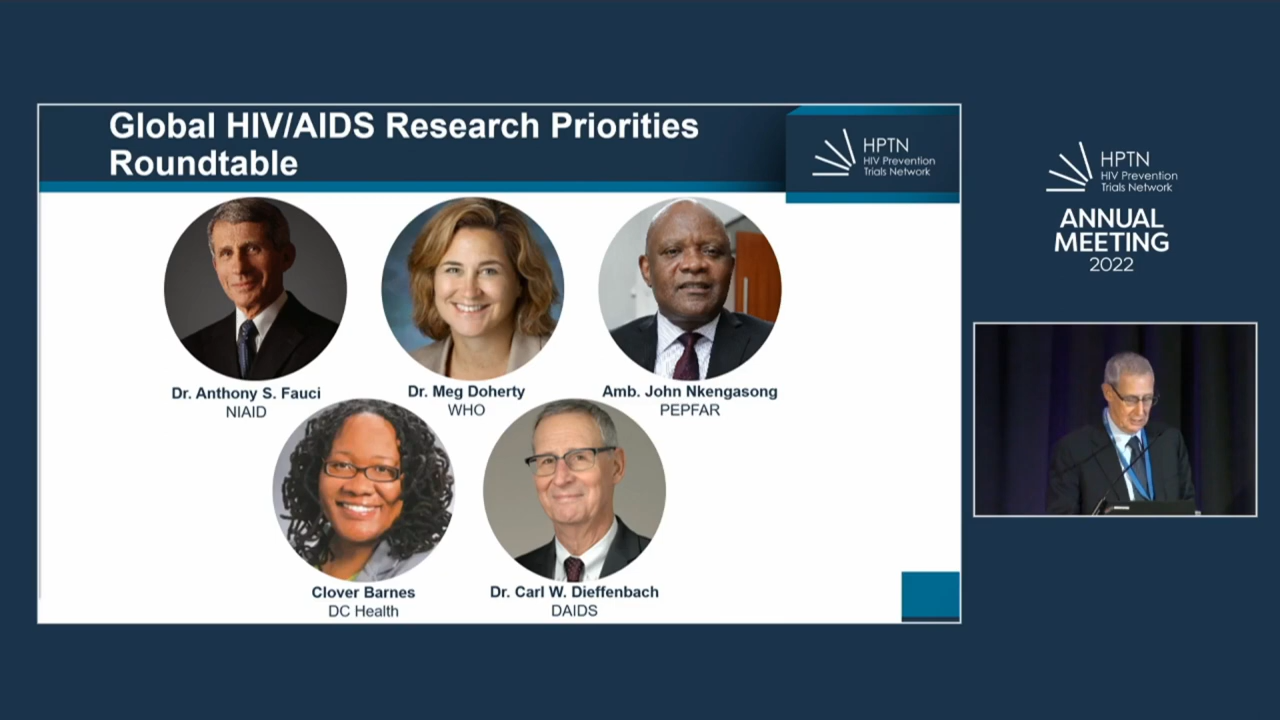 Global HIV/AIDS Research Priorities
Roundtable
HPTN
HIV Prevention
Trials Network
Dr. Anthony S. Fauci
NIAID
Dr. Meg Doherty
WHO
Amb. John Nkengasong
PEPFAR
Clover Barnes
DC Health
Dr. Carl W. Dieffenbach
DAIDS
HPTN
HIV Prevention
Trials Network
ANNUAL
MEETING
2022